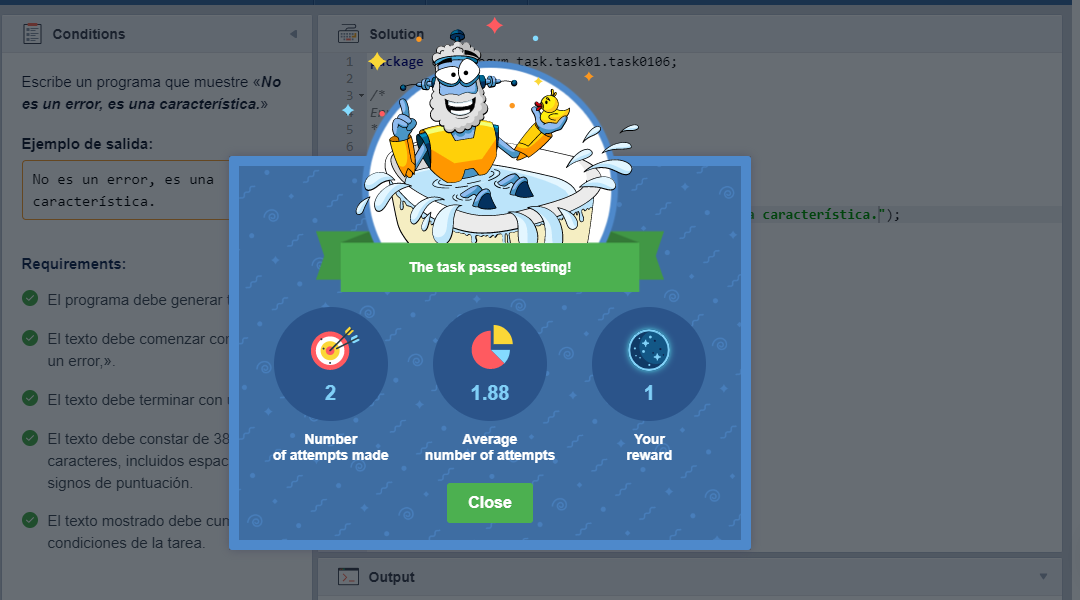 Conditions
Escribe un programa que muestre «No
es un error, es una característica.»
Ejemplo de salida:
No es un error, es una
característica.
Requirements:
El programa debe generar
El texto debe comenzar
un error,».
El texto debe terminar con
El texto debe constar de 38
caracteres, incluidos
signos de puntuación.
El texto mostrado debe
condiciones de la tarea.
Solution
1 task.task01.task0106;
2
3 /*
5 *
6
característica.");
The task passed testing!
2
1.88
1
Number
of attempts made
Average
number of attempts
Your
reward
Close
Output